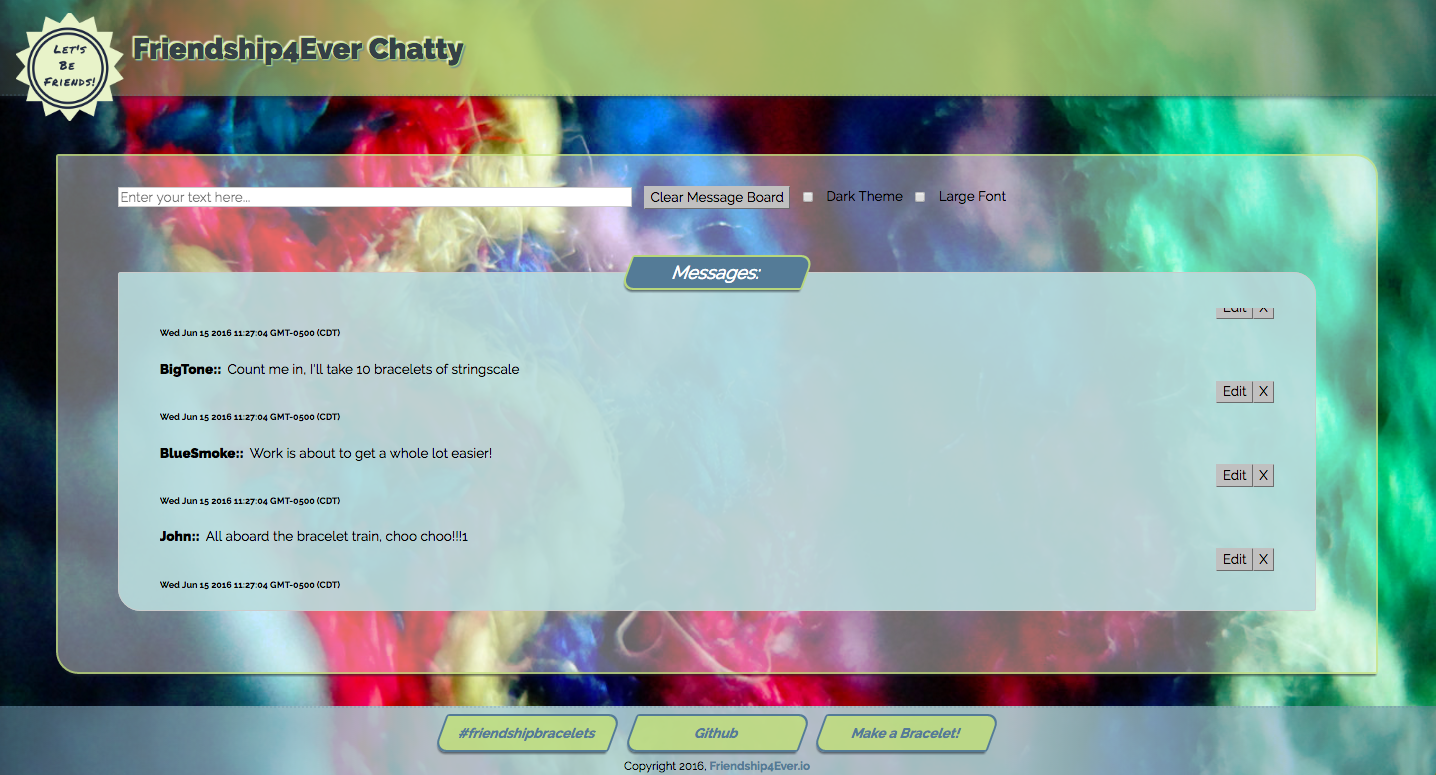 LET'S
BE
FRIENDS!
Friendship4Ever Chatty
Enter your text here... Clear Message Board Dark Theme Large Font
Messages:
Edit X
Wed Jun 15 2016 11:27:04 GMT-0500 (CDT)
BigTone:: Count me in, I'll take 10 bracelets of stringscale
Edit X
Wed Jun 15 2016 11:27:04 GMT-0500 (CDT)
BlueSmoke:: Work is about to get a whole lot easier!
Edit X
Wed Jun 15 2016 11:27:04 GMT-0500 (CDT)
John:: All aboard the bracelet train, choo choo!!!1
Edit X
Wed Jun 15 2016 11:27:04 GMT-0500 (CDT)
#friendshipbracelets Github Make a Bracelet!
Copyright 2016, Friendship4Ever.io